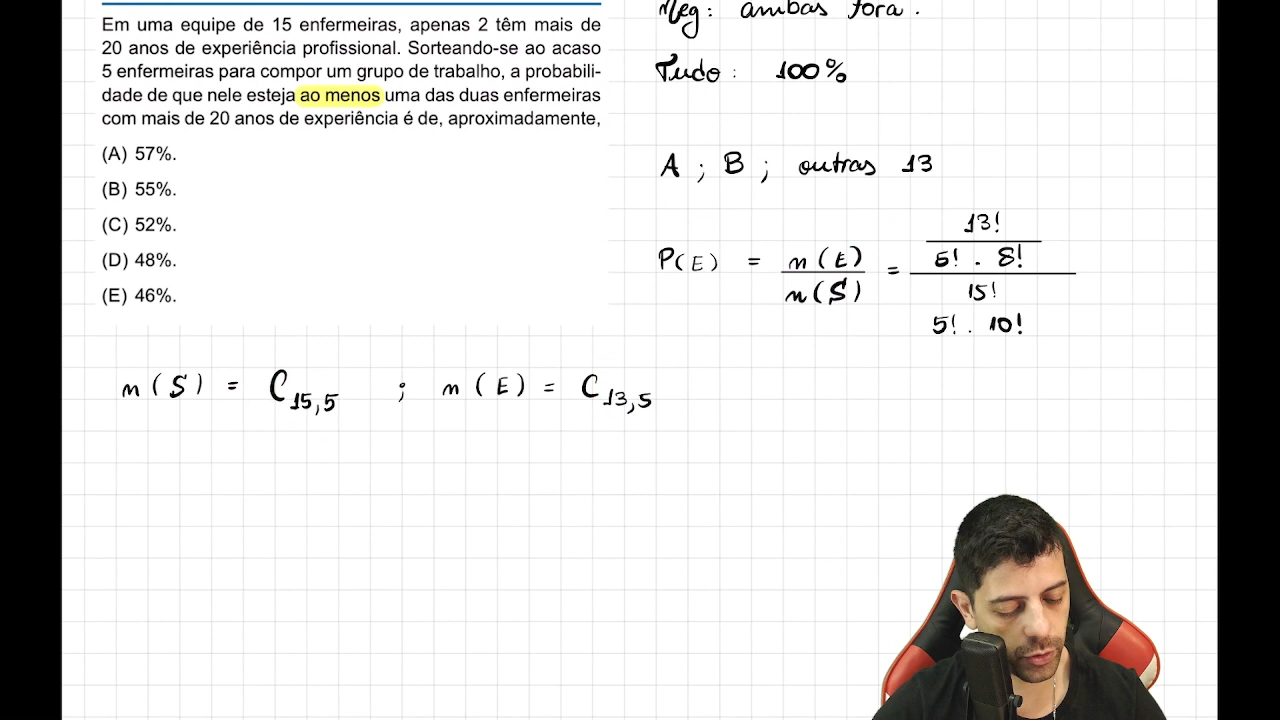 Em uma equipe de 15 enfermeiras, apenas 2 têm mais de
20 anos de experiência profissional. Sorteando-se ao acaso
5 enfermeiras para compor um grupo de trabalho, a probabili-
dade de que nele esteja ao menos uma das duas enfermeiras
com mais de 20 anos de experiência é de, aproximadamente,
(A) 57%.
(B) 55%.
(C) 52%.
(D) 48%.
(E) 46%.
n(S) = C15,5 ; n(E) = C13,5
Neg: ambas fora.
Tudo: 100%
A ; B ; outras 13
P(E) = n(E) / n(S) =
13!
5! . 8!
15!
5! . 10!